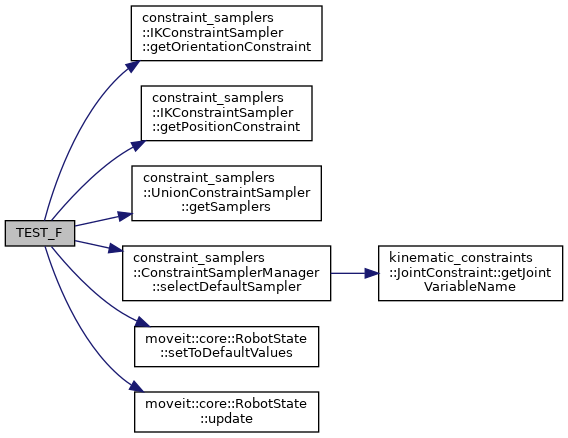 constraint_samplers
::IKConstraintSampler
::getOrientationConstraint
constraint_samplers
::IKConstraintSampler
::getPositionConstraint
constraint_samplers
::UnionConstraintSampler
::getSamplers
TEST_F
constraint_samplers
::ConstraintSamplerManager
::selectDefaultSampler
kinematic_constraints
::JointConstraint::getJoint
VariableName
moveit::core::RobotState
::setToDefaultValues
moveit::core::RobotState
::update